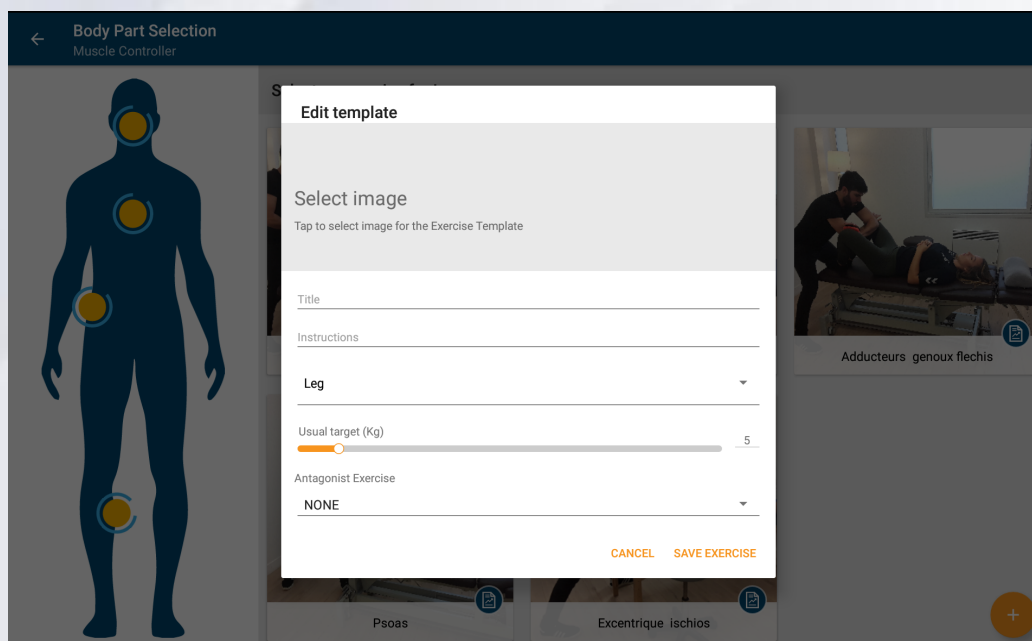 Body Part Selection
Muscle Controller
Edit template
Select image
Tap to select image for the Exercise Template
Title
Instructions
Leg
Usual target (Kg)
5
Antagonist Exercise
NONE
CANCEL SAVE EXERCISE
Adducteurs genoux flechis
Psoas
Excentrique ischios